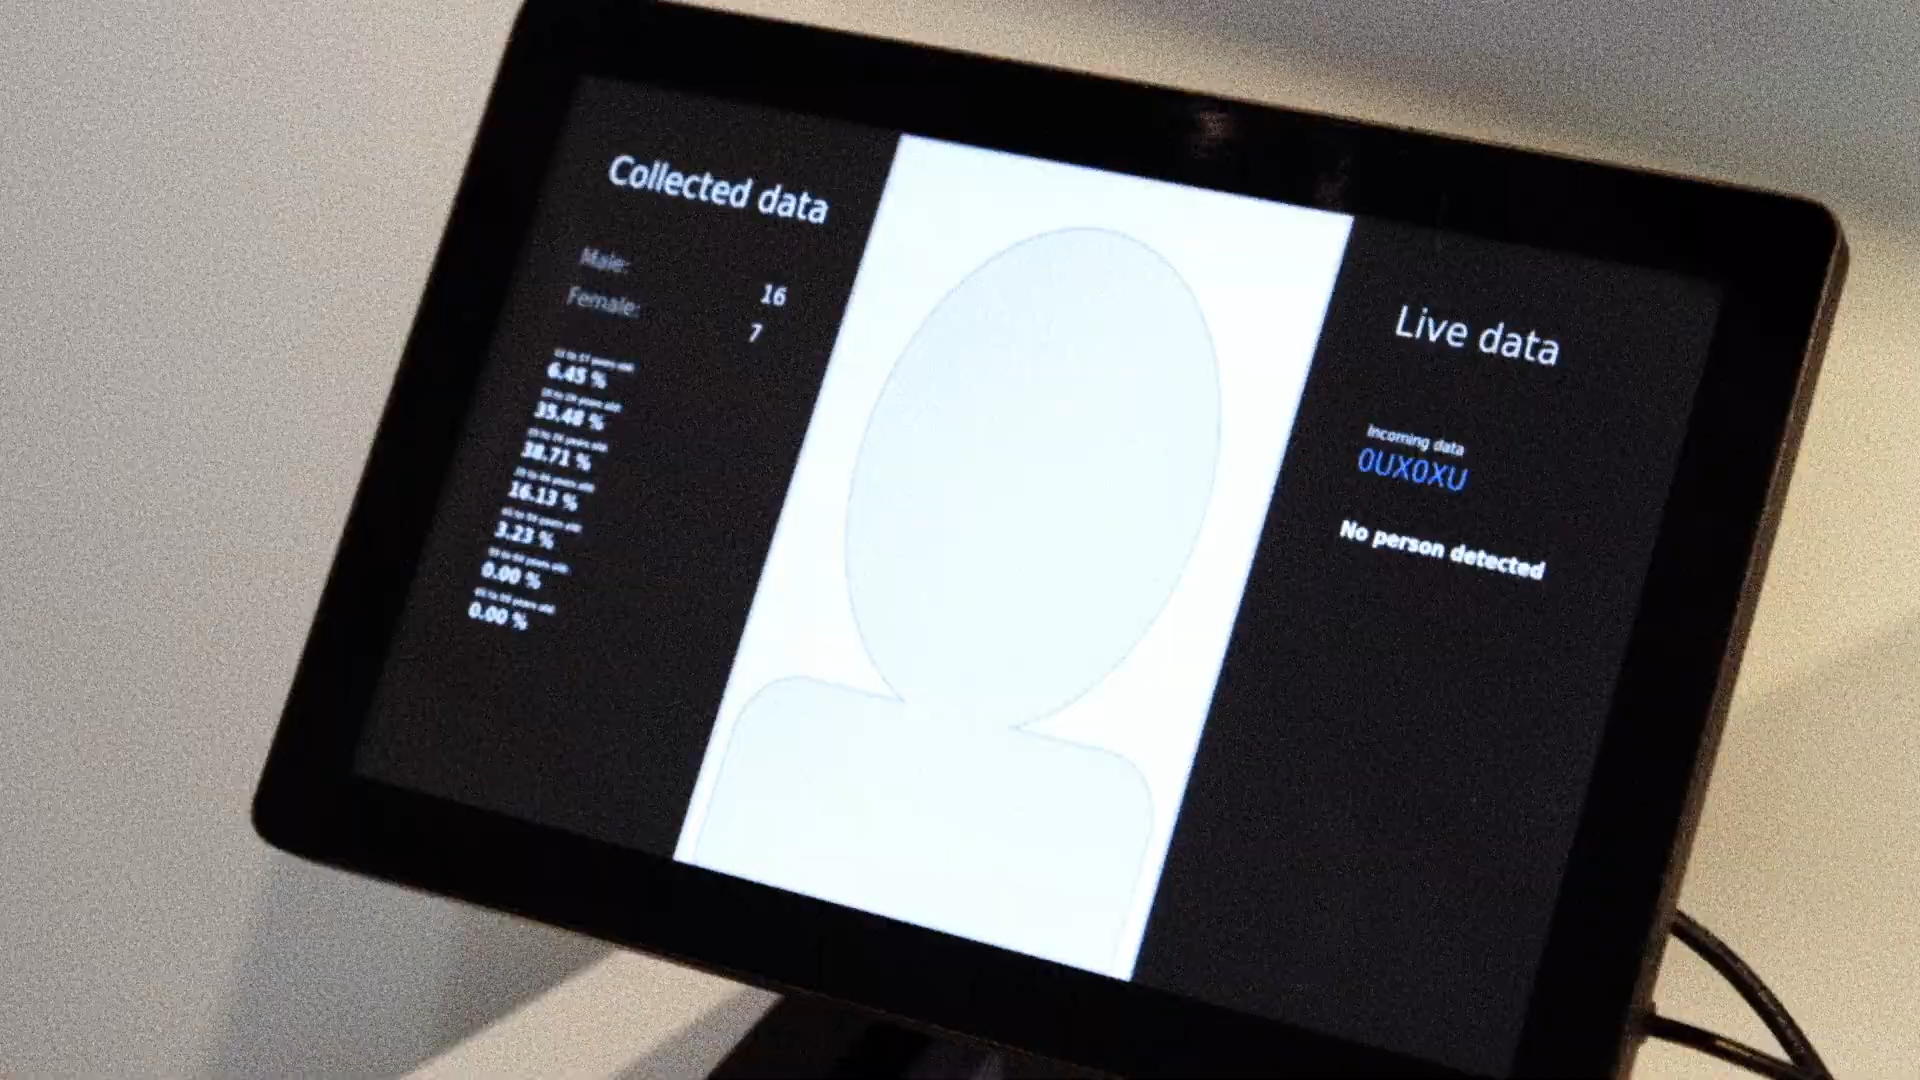 Collected data
Male:
16
Female:
7
6.45 %
35.48 %
38.71 %
16.13 %
3.23 %
0.00 %
0.00 %
Live data
Incoming data
0UX0XU
No person detected